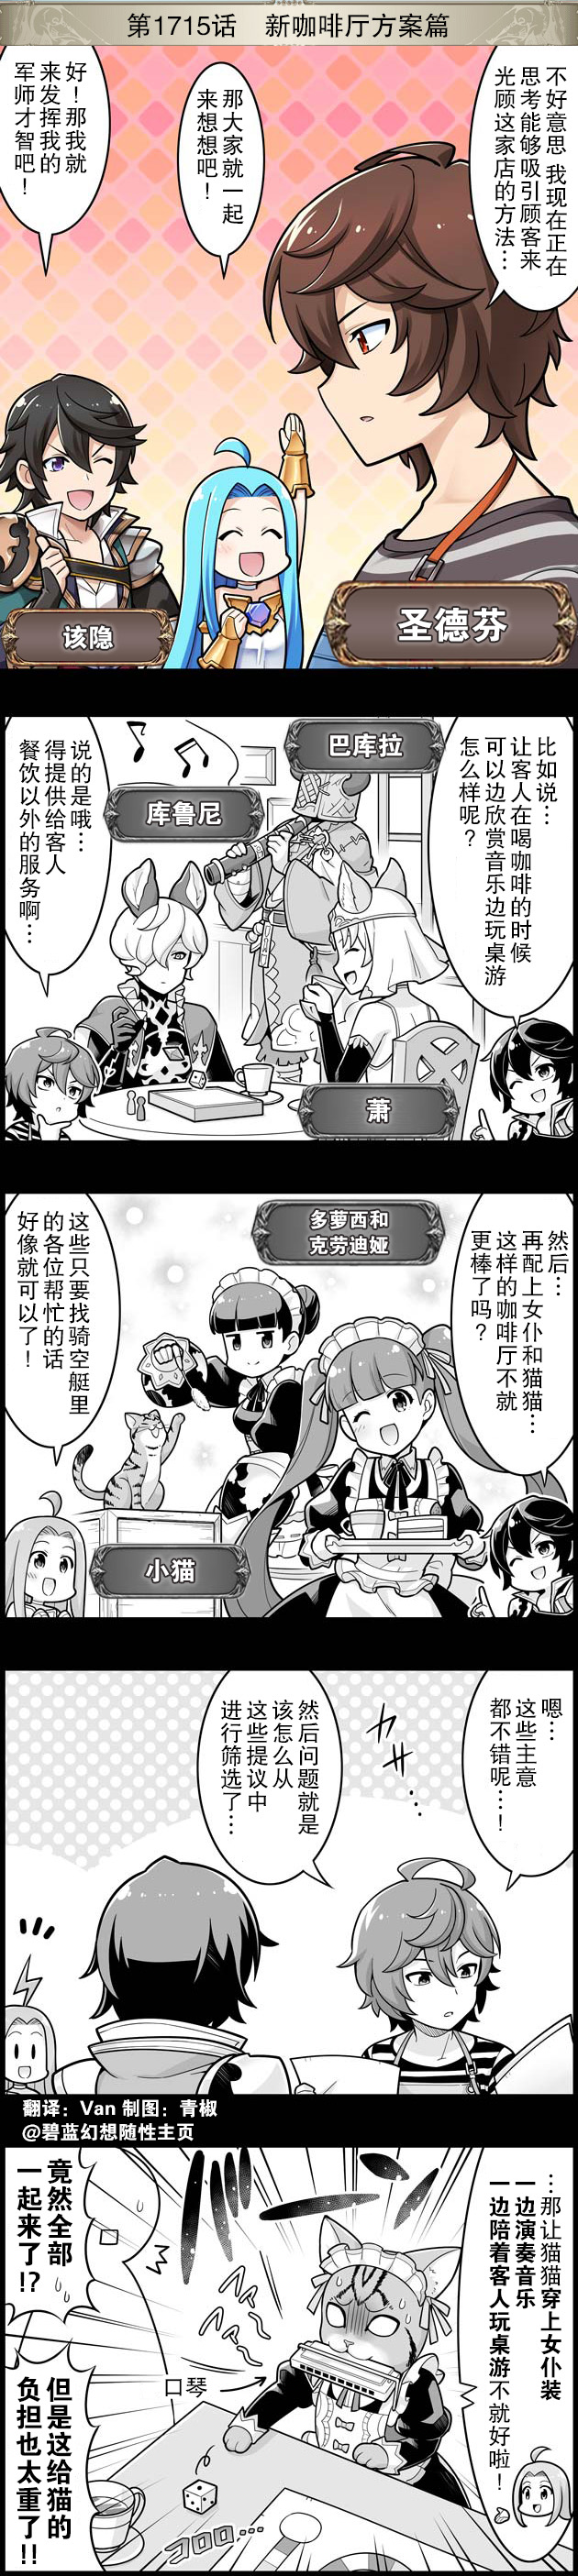 第1715话　新咖啡厅方案篇
不好意思 我现在正在
思考能够吸引顾客来
光顾这家店的方法…
那大家就一起
来想想吧！
好！那我就
来发挥我的
军师才智吧！
该隐
圣德芬
比如说…
让客人在喝咖啡的时候
可以边欣赏音乐边玩桌游
怎么样呢？
说的是哦…
得提供给客人
餐饮以外的服务啊…
巴库拉
库鲁尼
萧
然后…
再配上女仆和猫猫…
这样的咖啡厅不就
更棒了吗？
这些只要找骑空艇里
的各位帮忙的话
好像就可以了！
多萝西和
克劳迪娅
小猫
嗯…
这些主意
都不错呢…！
カサ…
然后问题就是
该怎么从
这些提议中
进行筛选了…
翻译：Van 制图：青椒
@碧蓝幻想随性主页
…那让猫猫穿上女仆装
一边演奏音乐
一边陪着客人玩桌游不就好啦！
竟然全部
一起来了!?
口琴
但是这给猫的
负担也太重了!!
コロロ…